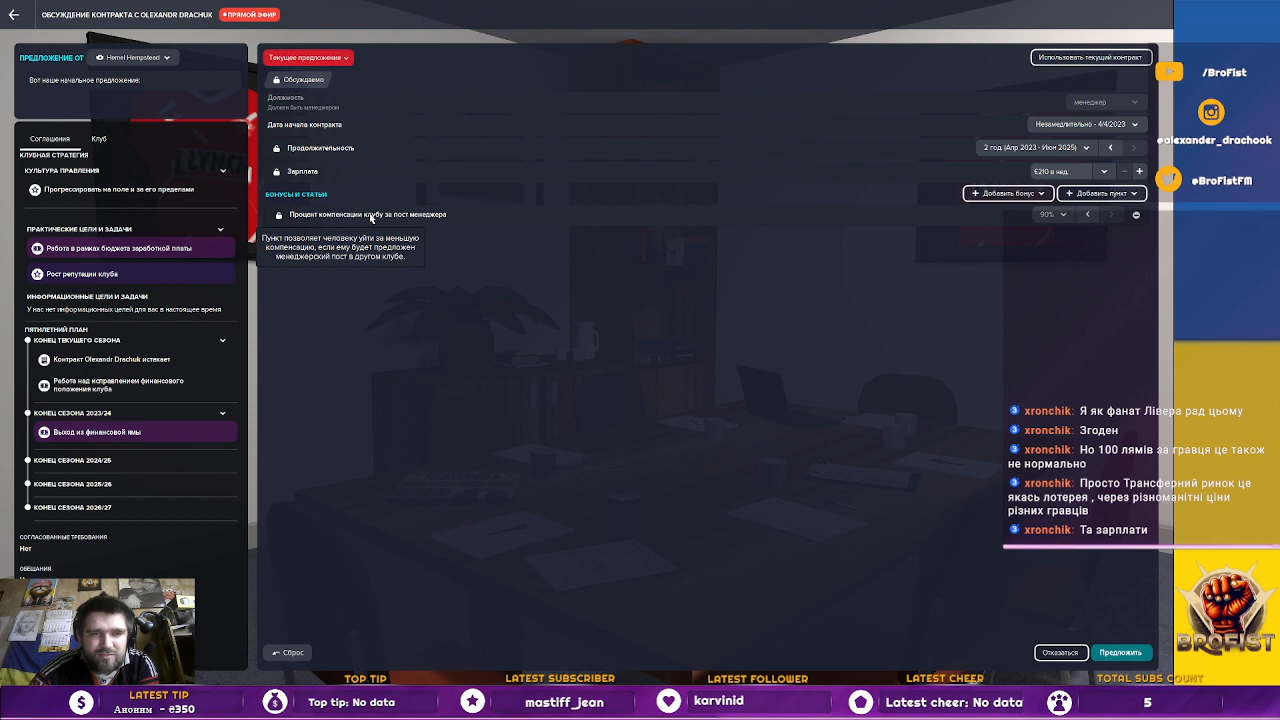 ОБСУЖДЕНИЕ КОНТРАКТА С OLEXANDR DRACHUK
ПРЯМОЙ ЭФИР
ПРЕДЛОЖЕНИЕ ОТ
Hemel Hempstead
Вот наше начальное предложение:
Соглашения
Клуб
КЛУБНАЯ СТРАТЕГИЯ
КУЛЬТУРА ПРАВЛЕНИЯ
Прогрессировать на поле и за его пределами
ПРАКТИЧЕСКИЕ ЦЕЛИ И ЗАДАЧИ
Работа в рамках бюджета заработной платы
Рост репутации клуба
ИНФОРМАЦИОННЫЕ ЦЕЛИ И ЗАДАЧИ
У нас нет информационных целей для вас в настоящее время
ПЯТИЛЕТНИЙ ПЛАН
КОНЕЦ ТЕКУЩЕГО СЕЗОНА
Контракт Olexandr Drachuk истекает
Работа над исправлением финансового
положения клуба
КОНЕЦ СЕЗОНА 2023/24
Выход из финансовой ямы
КОНЕЦ СЕЗОНА 2024/25
КОНЕЦ СЕЗОНА 2025/26
КОНЕЦ СЕЗОНА 2026/27
СОГЛАСОВАННЫЕ ТРЕБОВАНИЯ
Нет
ОБЕЩАНИЯ
Текущее предложение
Использовать текущий контракт
Обсуждаемо
Должность
Должен быть менеджером
менеджер
Дата начала контракта
Незамедлительно - 4/4/2023
Продолжительность
2 год (Апр 2023 - Июн 2025)
Зарплата
£210 в нед.
БОНУСЫ И СТАТЬИ
Добавить бонус
Добавить пункт
Процент компенсации клубу за пост менеджера
90%
Пункт позволяет человеку уйти за меньшую
компенсацию, если ему будет предложен
менеджерский пост в другом клубе.
Сброс
Отказаться
Предложить
/BroFist
@alexander_drachook
@BroFistFM
xronchik: Я як фанат Лівера рад цьому
xronchik: Згоден
xronchik: Но 100 лямів за гравця це також
не нормально
xronchik: Просто Трансферний ринок це
якась лотерея , через різноманітні ціни
різних гравців
xronchik: Та зарплати
BROFIST
TOP TIP
LATEST SUBSCRIBER
LATEST FOLLOWER
LATEST CHEER
TOTAL SUBS COUNT
LATEST TIP
Аноним - ₴350
Top tip: No data
mastiff_jean
karvinid
Latest cheer: No data
5